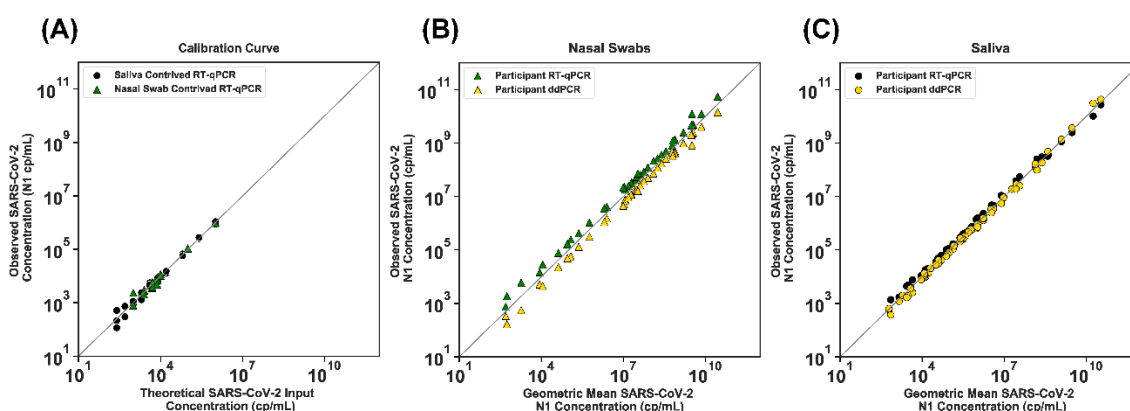 (A)
Calibration Curve
Saliva Contrived RT-qPCR
Nasal Swab Contrived RT-qPCR
Observed SARS-CoV-2
Concentration (N1 cp/mL)
10^11
10^9
10^7
10^5
10^3
10^1
10^1 10^4 10^7 10^10
Theoretical SARS-CoV-2 Input
Concentration (cp/mL)
(B)
Nasal Swabs
Participant RT-qPCR
Participant ddPCR
Observed SARS-CoV-2
N1 Concentration (cp/mL)
10^11
10^9
10^7
10^5
10^3
10^1
10^1 10^4 10^7 10^10
Geometric Mean SARS-CoV-2
N1 Concentration (cp/mL)
(C)
Saliva
Participant RT-qPCR
Participant ddPCR
Observed SARS-CoV-2
N1 Concentration (cp/mL)
10^11
10^9
10^7
10^5
10^3
10^1
10^1 10^4 10^7 10^10
Geometric Mean SARS-CoV-2
N1 Concentration (cp/mL)